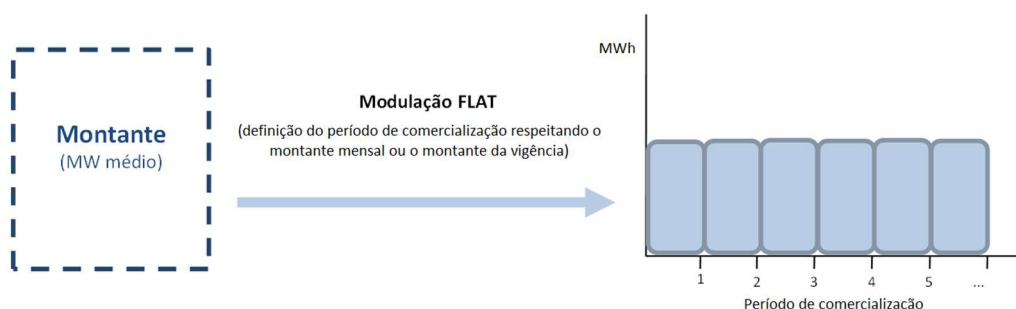 Montante
(MW médio)
Modulação FLAT
(definição do período de comercialização respeitando o
montante mensal ou o montante da vigência)
MWh
1 2 3 4 5 ...
Período de comercialização